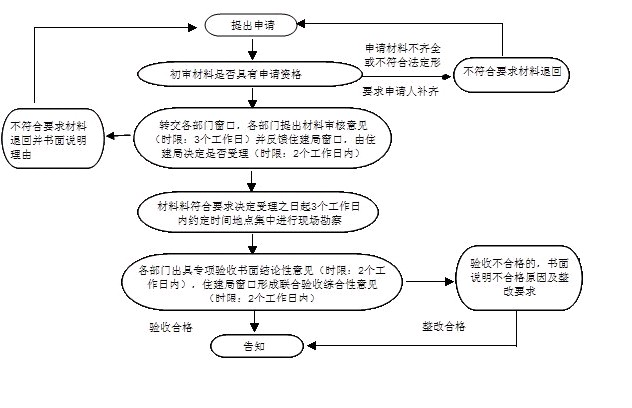 提出申请
申请材料不齐全
或不符合法定形
初审材料是否具有申请资格
不符合要求材料退回
要求申请人补齐
不符合要求材料
退回并书面说明
理由
转交各部门窗口，各部门提出材料审核意见
（时限：3个工作日）并反馈住建局窗口，由住
建局决定是否受理（时限：2个工作日内）
材料料符合要求决定受理之日起3个工作日
内约定时间地点集中进行现场勘察
各部门出具专项验收书面结论性意见（时限：2个工
作日内），住建局窗口形成联合验收综合性意见
（时限：2个工作日内）
验收不合格的，书面
说明不合格原因及整
改要求
验收合格
整改合格
告知